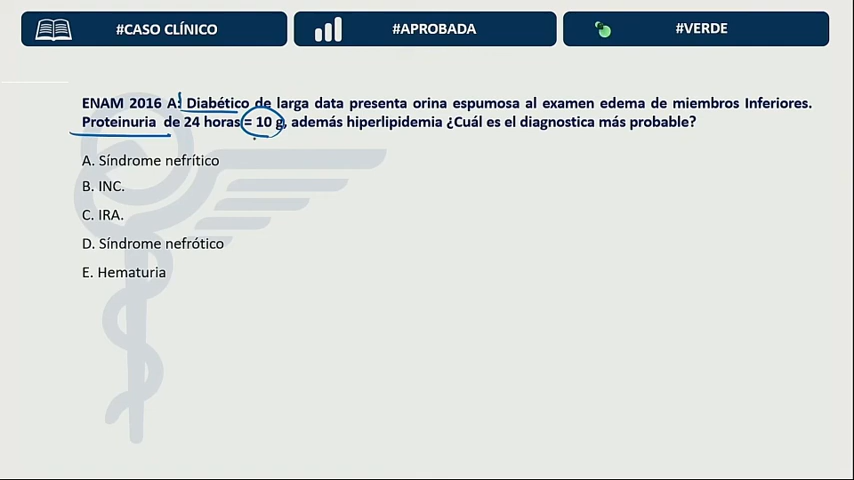 #CASO CLÍNICO
#APROBADA
#VERDE
ENAM 2016 A: Diabético de larga data presenta orina espumosa al examen edema de miembros Inferiores.
Proteinuria de 24 horas = 10 g, además hiperlipidemia ¿Cuál es el diagnostica más probable?
A. Síndrome nefrítico
B. INC.
C. IRA.
D. Síndrome nefrótico
E. Hematuria